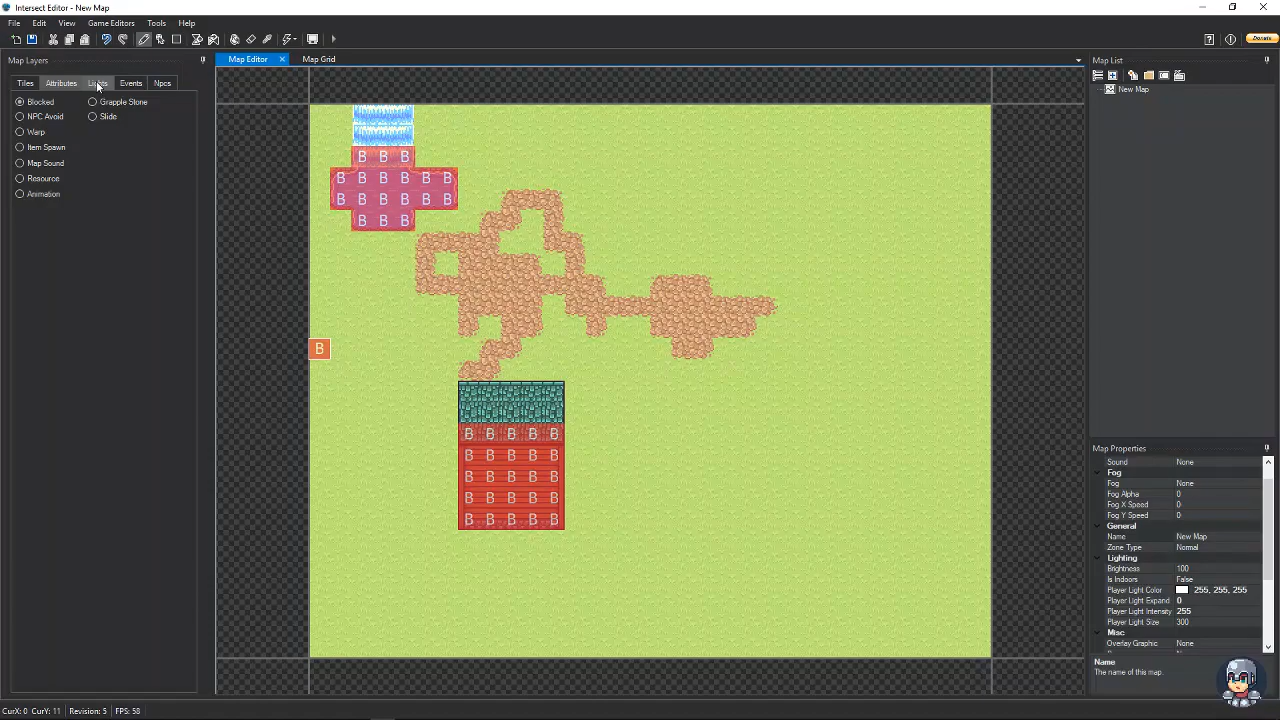 Intersect Editor - New Map
File Edit View Game Editors Tools Help
Donate
Map Layers
Tiles Attributes Lights Events Npcs
Blocked Grapple Stone
NPC Avoid Slide
Warp
Item Spawn
Map Sound
Resource
Animation
Map Editor × Map Grid
B B B
B B B B B B
B B B B B B
B B B
B
B B B B B
B B B B B
B B B B B
B B B B B
B B B B B
Map List
New Map
Map Properties
Sound None
Fog
Fog None
Fog Alpha 0
Fog X Speed 0
Fog Y Speed 0
General
Name New Map
Zone Type Normal
Lighting
Brightness 100
Is Indoors False
Player Light Color 255, 255, 255
Player Light Expand 0
Player Light Intensity 255
Player Light Size 300
Misc
Overlay Graphic None
Name
The name of this map.
CurX: 0 CurY: 11 Revision: 5 FPS: 58